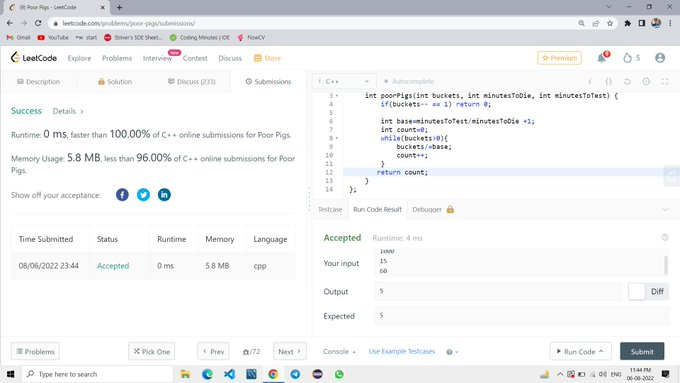 (9) Poor Pigs - LeetCode
leetcode.com/problems/poor-pigs/submissions/
Gmail YouTube start Striver's SDE Sheet... Coding Minutes | IDE FlowCV
LeetCode Explore Problems Interview New Contest Discuss Store Premium 5
Description Solution Discuss (233) Submissions
i C++ Autocomplete
Success Details
Runtime: 0 ms, faster than 100.00% of C++ online submissions for Poor Pigs.
Memory Usage: 5.8 MB, less than 96.00% of C++ online submissions for Poor
Pigs.
Show off your acceptance:
Time Submitted Status Runtime Memory Language
08/06/2022 23:44 Accepted 0 ms 5.8 MB cpp
3 int poorPigs(int buckets, int minutesToDie, int minutesToTest) {
4 if(buckets-- == 1) return 0;
5
6 int base=minutesToTest/minutesToDie +1;
7 int count=0;
8 while(buckets>0){
9 buckets/=base;
10 count++;
11 }
12 return count;
13 }
14 };
Testcase Run Code Result Debugger
Accepted Runtime: 4 ms
Your input
1000
15
60
Output 5 Diff
Expected 5
Problems Pick One Prev /72 Next Console Use Example Testcases Run Code Submit
Type here to search
ENG 11:44 PM
06-08-2022